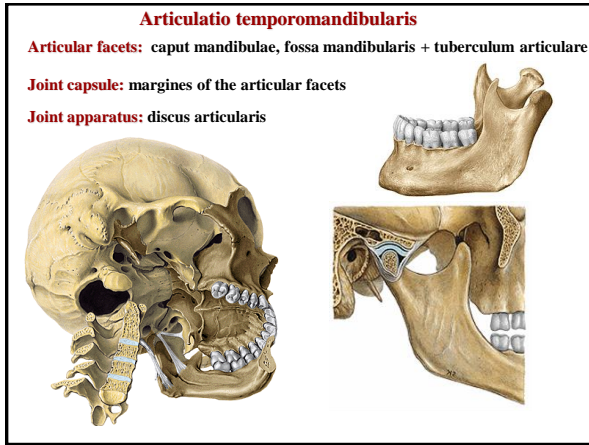 Articulatio temporomandibularis
Articular facets: caput mandibulae, fossa mandibularis + tuberculum articulare
Joint capsule: margines of the articular facets
Joint apparatus: discus articularis